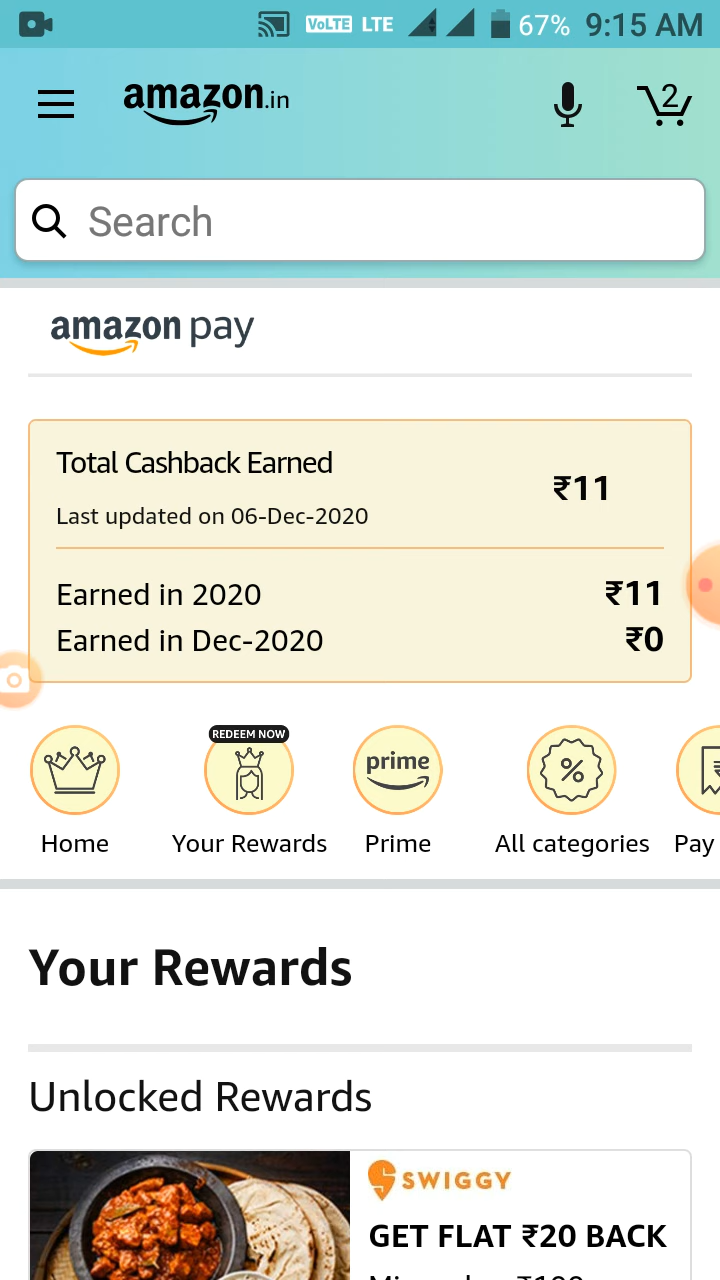 VoLTE LTE 67% 9:15 AM
amazon.in
2
Search
amazon pay
Total Cashback Earned
₹11
Last updated on 06-Dec-2020
Earned in 2020 ₹11
Earned in Dec-2020 ₹0
REDEEM NOW
prime
%
Home Your Rewards Prime All categories Pay
Your Rewards
Unlocked Rewards
SWIGGY
GET FLAT ₹20 BACK